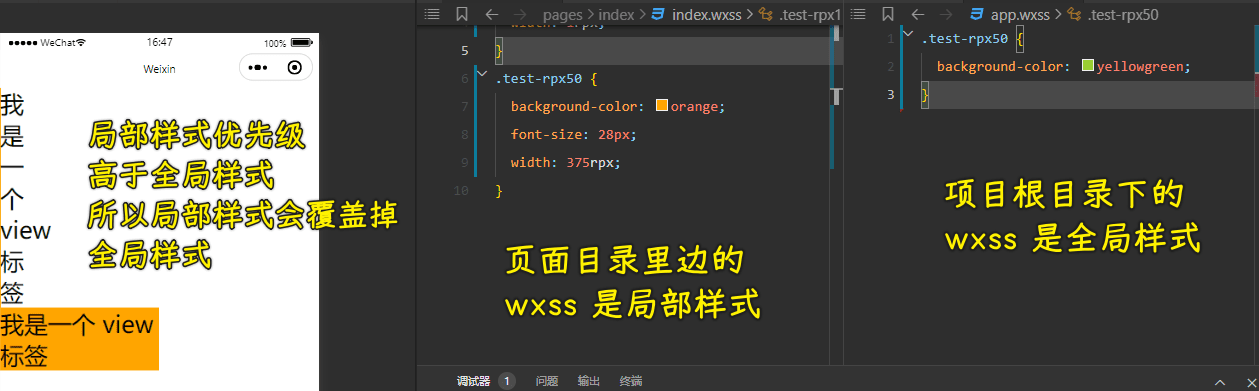 ●●●●● WeChat
16:47
100%
Weixin
我
是
一
个
view
标
签
我是一个 view
标签
局部样式优先级
高于全局样式
所以局部样式会覆盖掉
全局样式
pages > index > index.wxss > .test-rpx1
5 }
6 .test-rpx50 {
7 background-color: orange;
8 font-size: 28px;
9 width: 375rpx;
10 }
页面目录里边的
wxss 是局部样式
app.wxss > .test-rpx50
1 .test-rpx50 {
2 background-color: yellowgreen;
3 }
项目根目录下的
wxss 是全局样式
调试器 1 问题 输出 终端